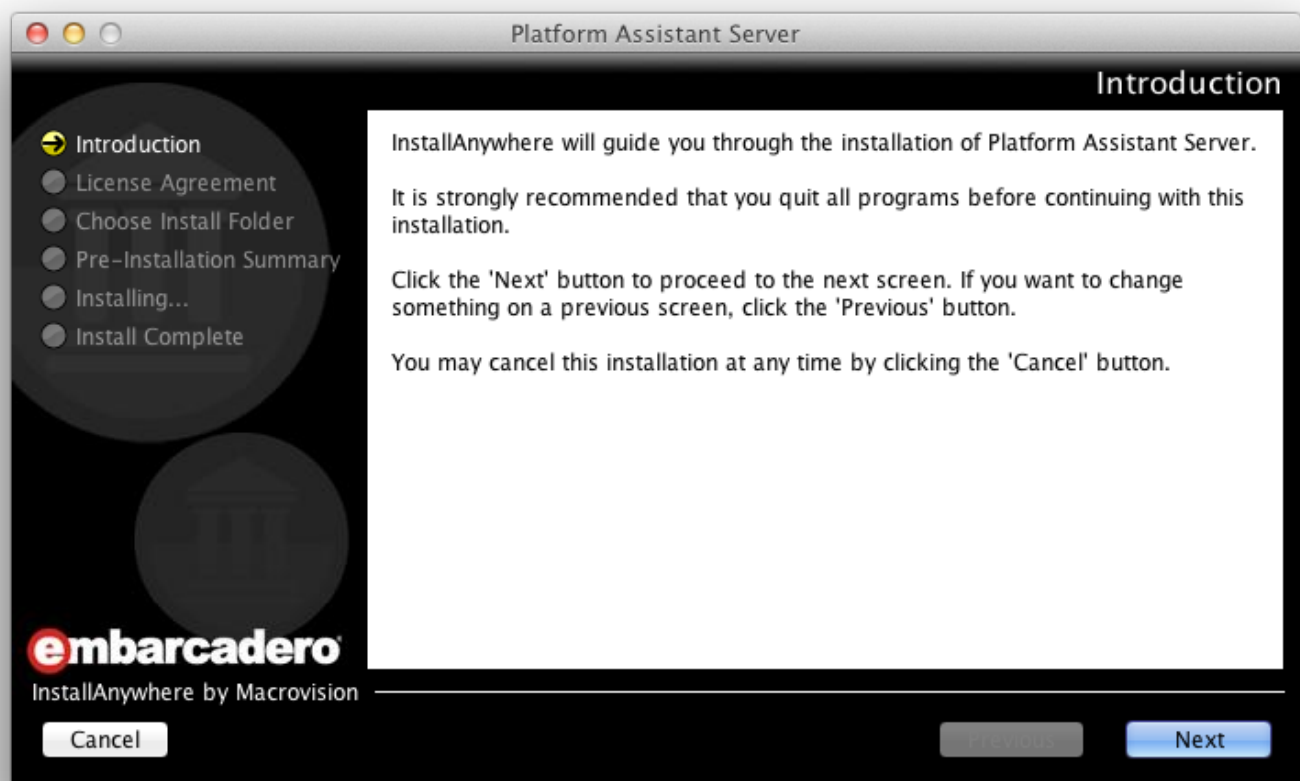 Platform Assistant Server
Introduction
Introduction
License Agreement
Choose Install Folder
Pre-Installation Summary
Installing...
Install Complete
InstallAnywhere will guide you through the installation of Platform Assistant Server.
It is strongly recommended that you quit all programs before continuing with this
installation.
Click the 'Next' button to proceed to the next screen. If you want to change
something on a previous screen, click the 'Previous' button.
You may cancel this installation at any time by clicking the 'Cancel' button.
embarcadero
InstallAnywhere by Macrovision
Cancel
Previous
Next